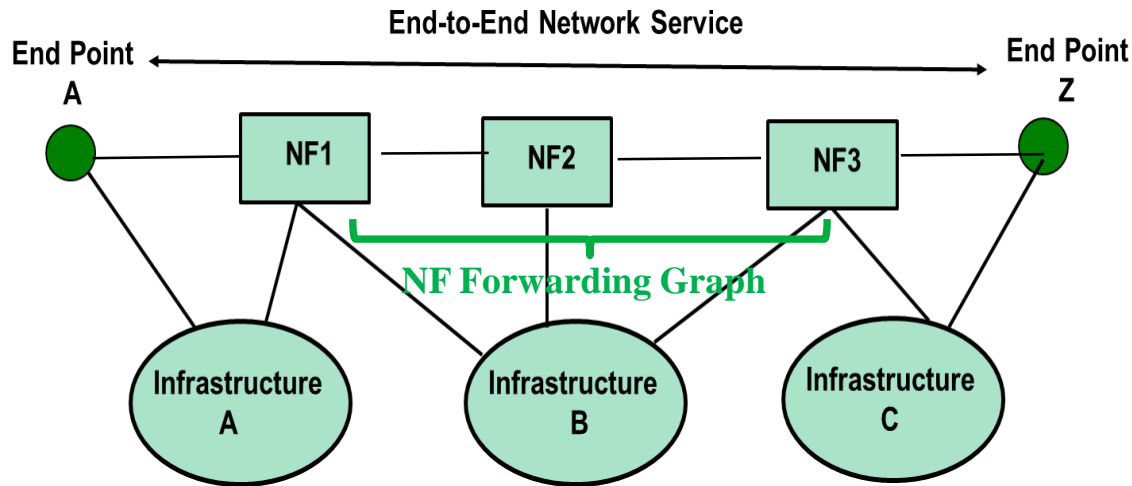 End-to-End Network Service
End Point
A
End Point
Z
NF1
NF2
NF3
NF Forwarding Graph
Infrastructure
A
Infrastructure
B
Infrastructure
C